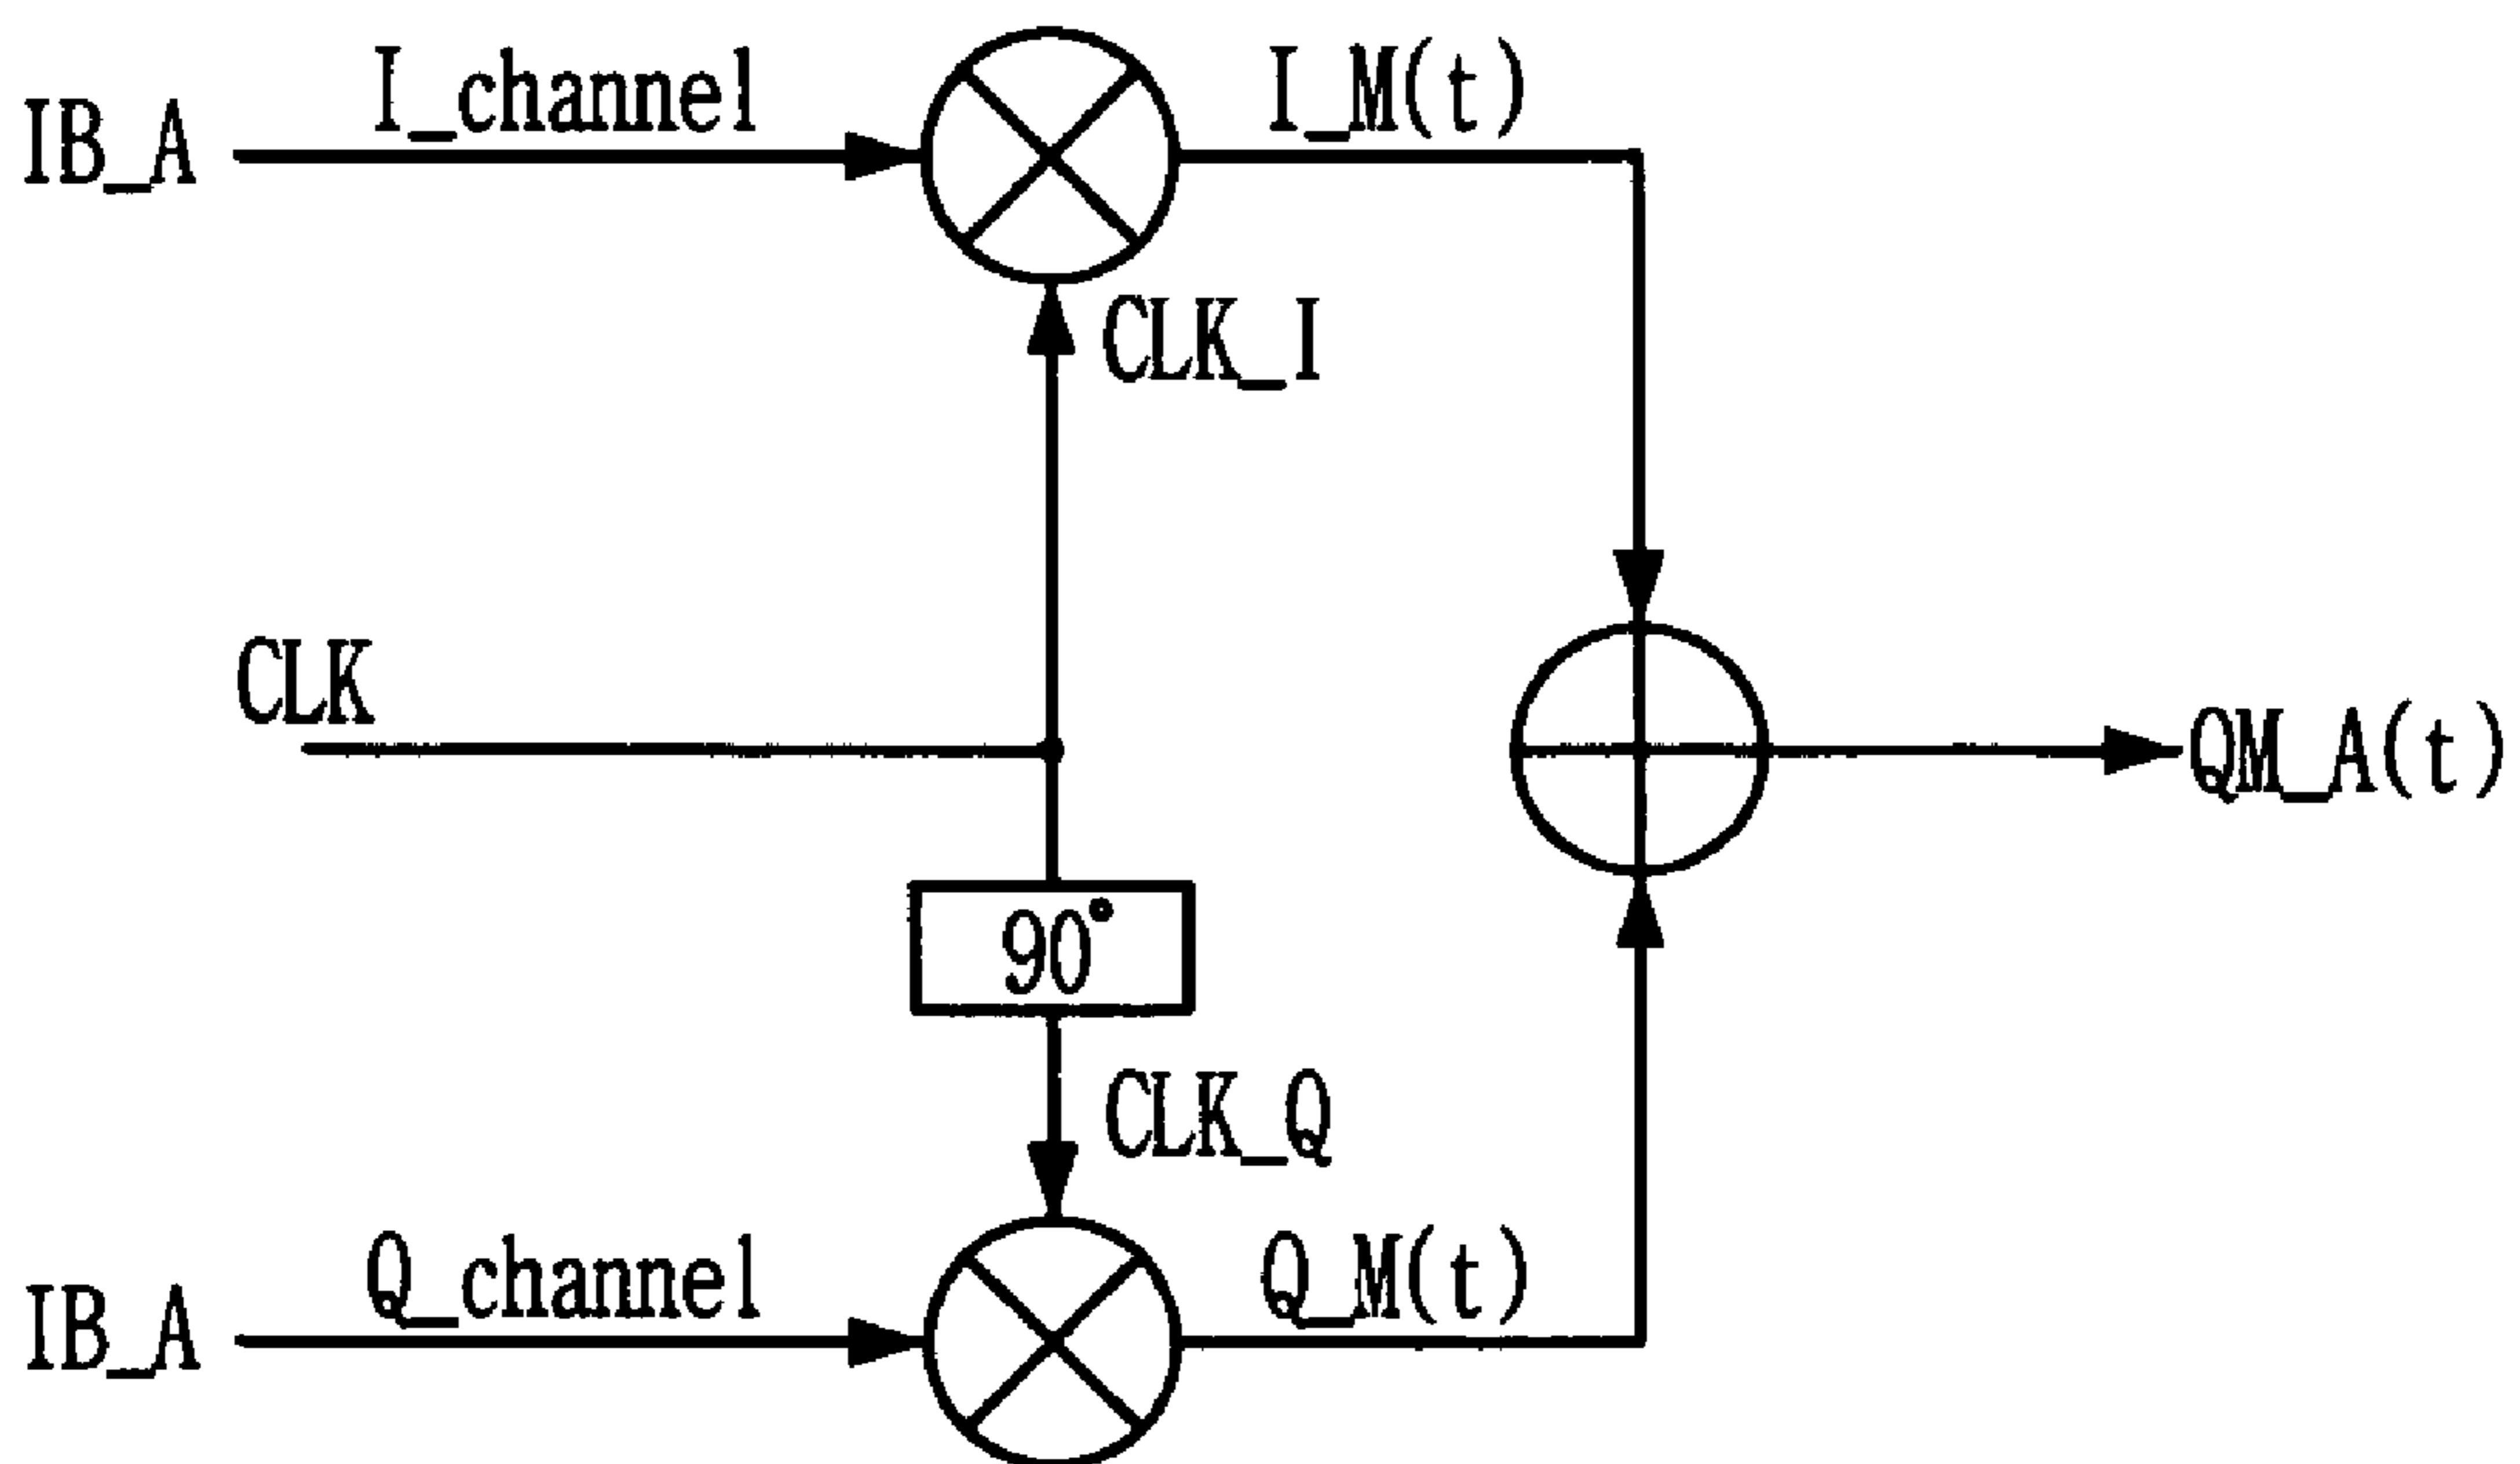 I_channel
I_M(t)
IB_A
CLK_I
CLK
QM_A(t)
90°
CLK_Q
Q_channel
Q_M(t)
IB_A